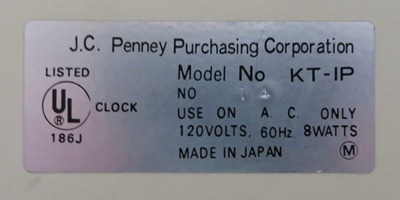 J.C. Penney Purchasing Corporation
LISTED
UL
®
186J
CLOCK
Model No KT-1P
NO
USE ON A. C. ONLY
120VOLTS, 60Hz 8WATTS
MADE IN JAPAN M